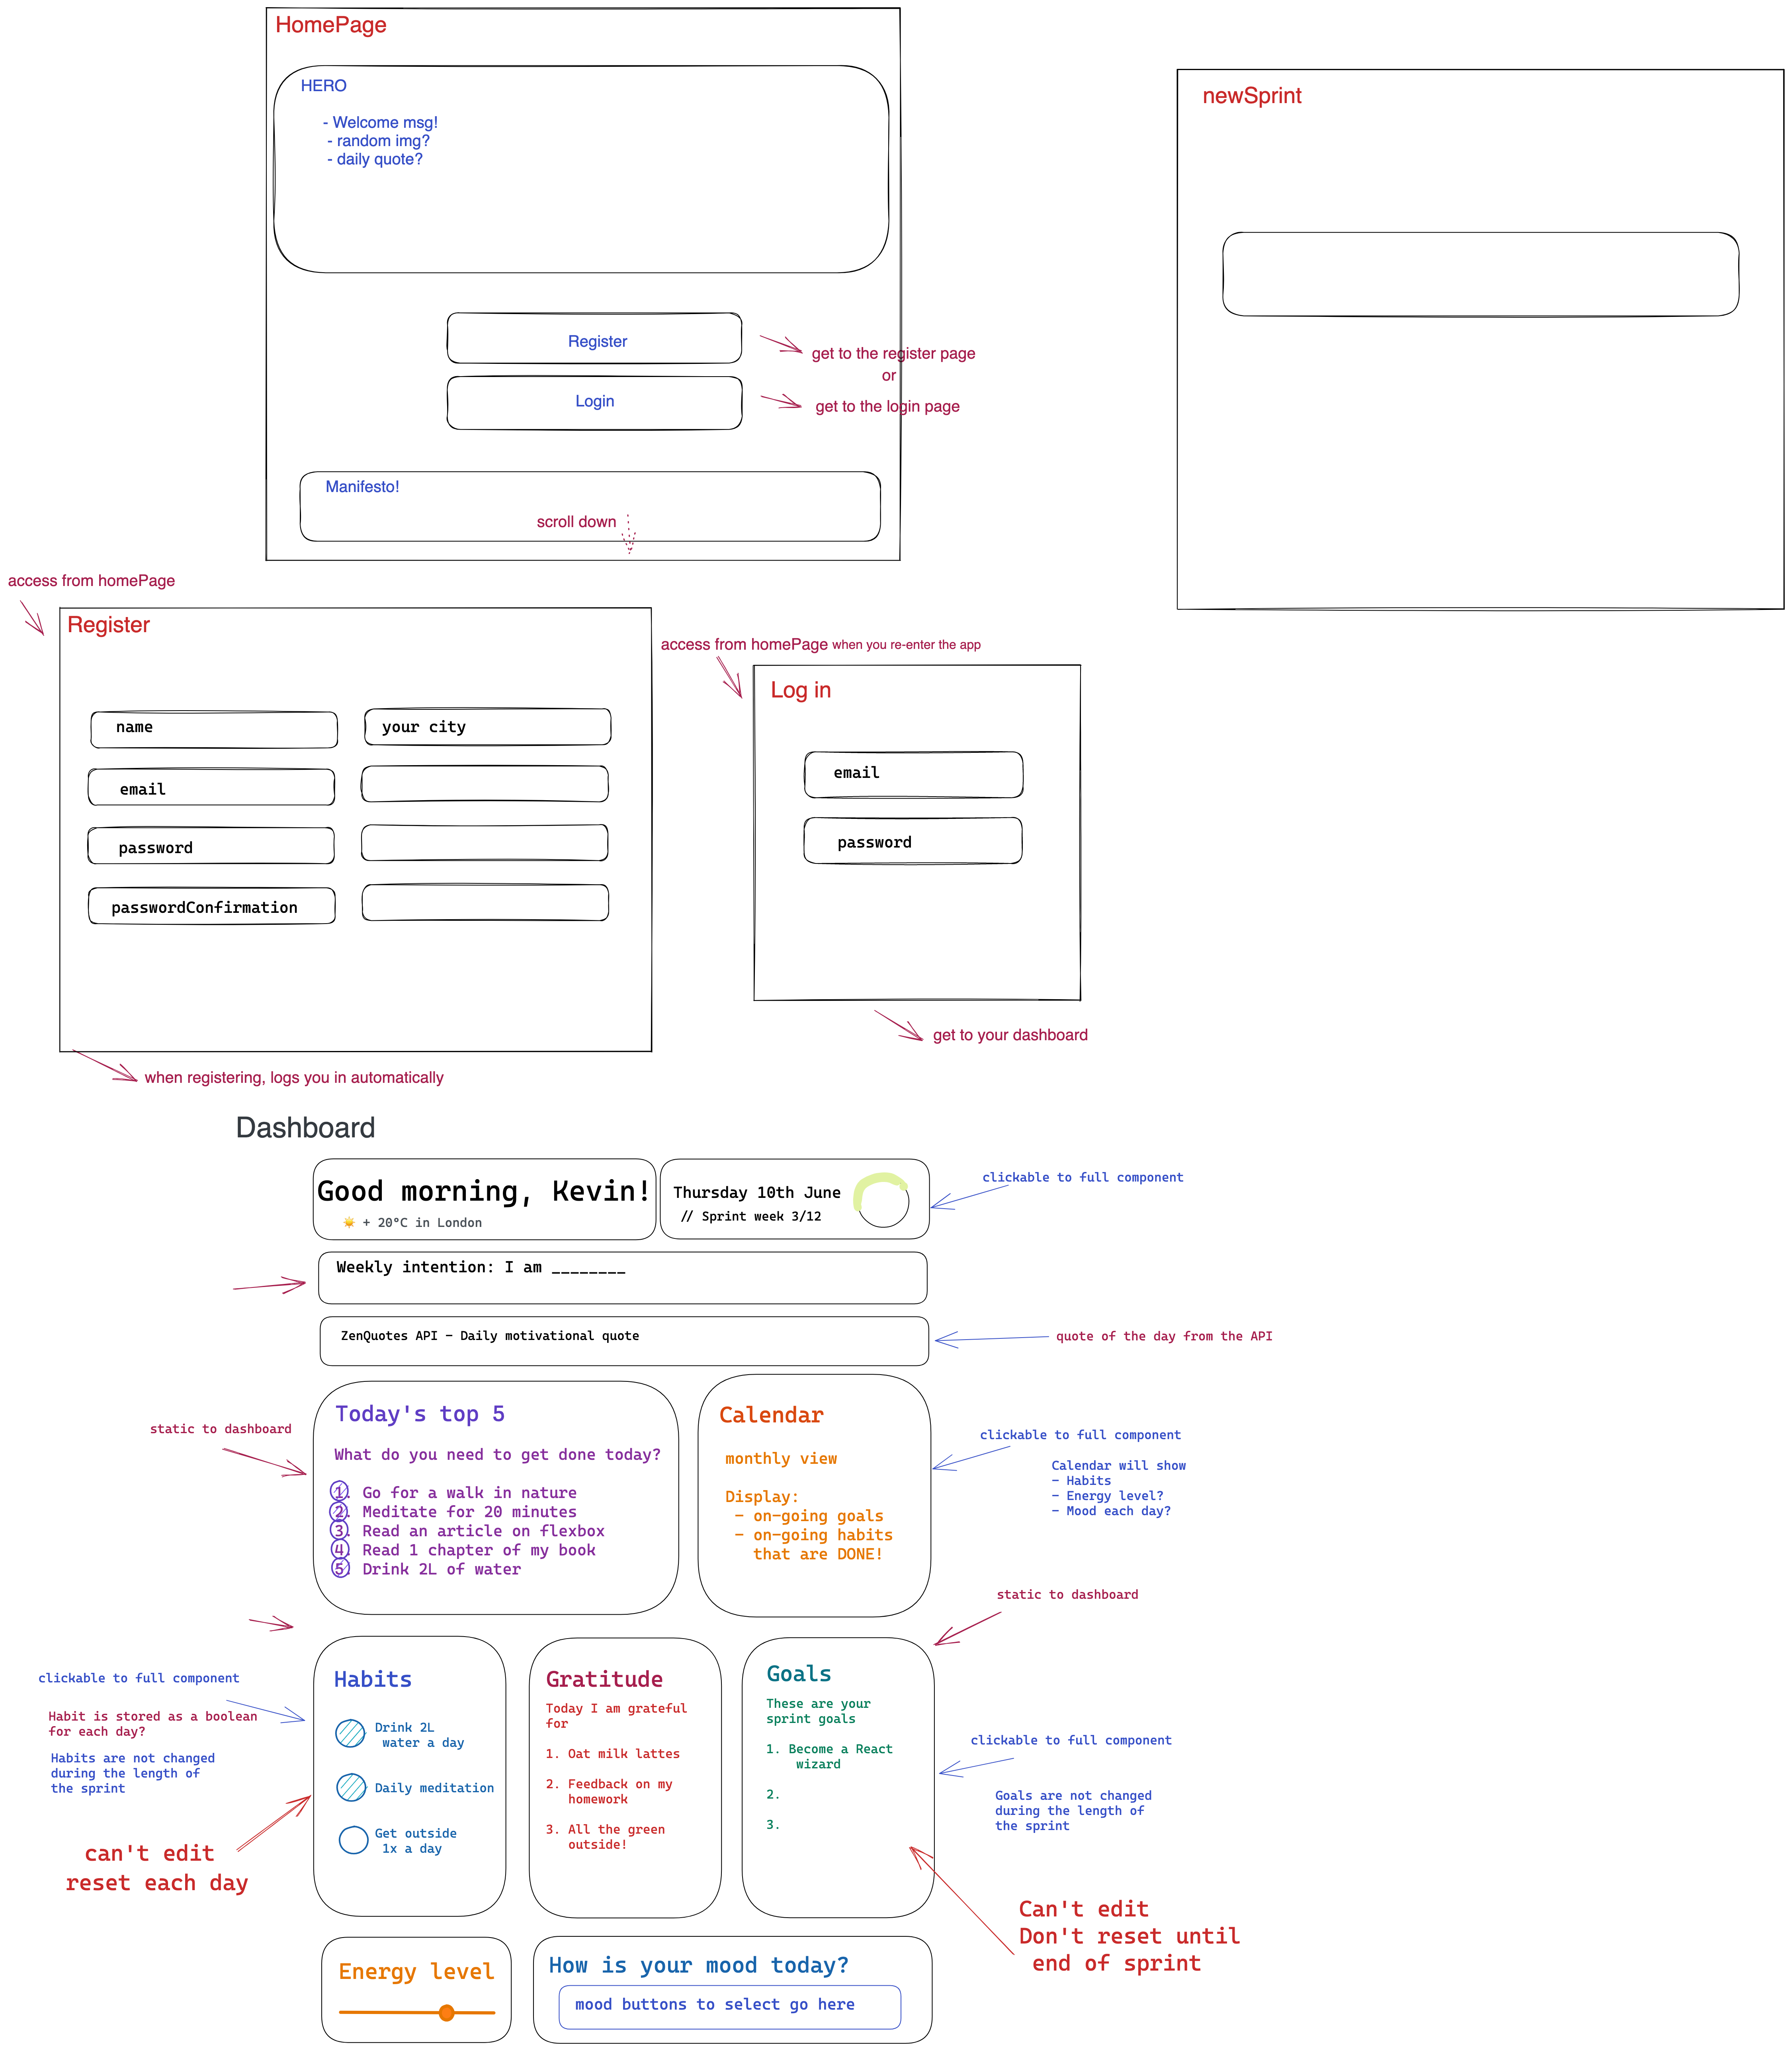 HomePage
HERO
- Welcome msg!
- random img?
- daily quote?
Register
get to the register page
or
Login
get to the login page
Manifesto!
scroll down
newSprint
access from homePage
Register
name
your city
email
password
passwordConfirmation
when registering, logs you in automatically
access from homePage when you re-enter the app
Log in
email
password
get to your dashboard
Dashboard
Good morning, Kevin!
☀️ + 20°C in London
Thursday 10th June
// Sprint week 3/12
clickable to full component
Weekly intention: I am ________
ZenQuotes API - Daily motivational quote
quote of the day from the API
static to dashboard
Today's top 5
What do you need to get done today?
1. Go for a walk in nature
2. Meditate for 20 minutes
3. Read an article on flexbox
4. Read 1 chapter of my book
5. Drink 2L of water
Calendar
monthly view
Display:
- on-going goals
- on-going habits
that are DONE!
clickable to full component
Calendar will show
- Habits
- Energy level?
- Mood each day?
static to dashboard
clickable to full component
Habit is stored as a boolean
for each day?
Habits are not changed
during the length of
the sprint
can't edit
reset each day
Habits
Drink 2L
water a day
Daily meditation
Get outside
1x a day
Gratitude
Today I am grateful
for
1. Oat milk lattes
2. Feedback on my
homework
3. All the green
outside!
Goals
These are your
sprint goals
1. Become a React
wizard
2.
3.
clickable to full component
Goals are not changed
during the length of
the sprint
Can't edit
Don't reset until
end of sprint
Energy level
How is your mood today?
mood buttons to select go here